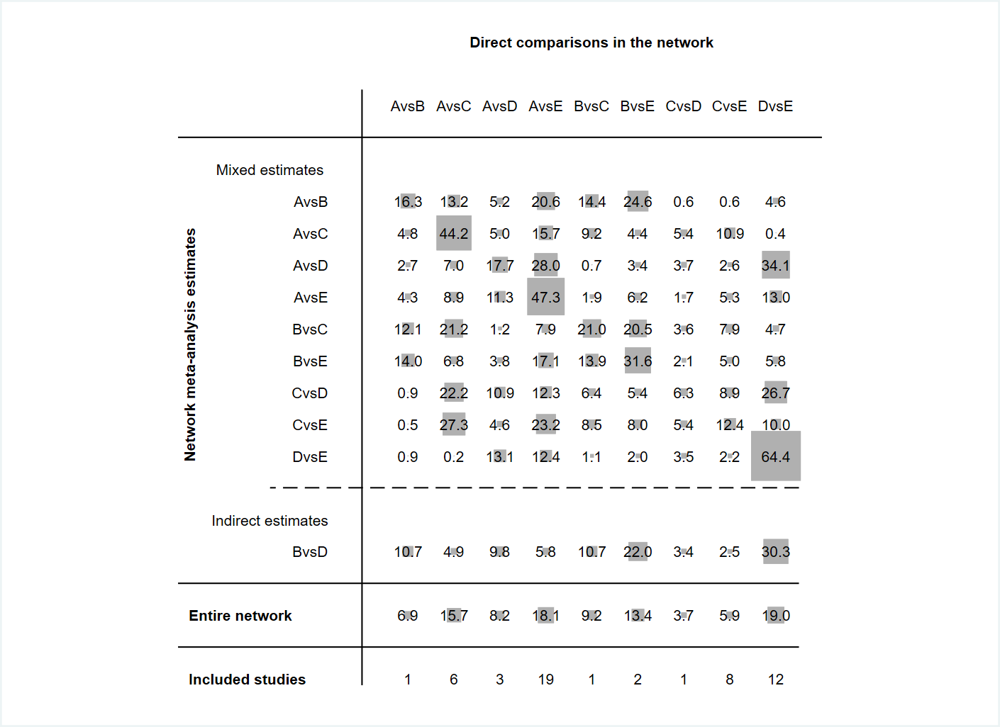 Direct comparisons in the network
AvsB AvsC AvsD AvsE BvsC BvsE CvsD CvsE DvsE
Network meta-analysis estimates
Mixed estimates
AvsB 16.3 13.2 5.2 20.6 14.4 24.6 0.6 0.6 4.6
AvsC 4.8 44.2 5.0 15.7 9.2 4.4 5.4 10.9 0.4
AvsD 2.7 7.0 17.7 28.0 0.7 3.4 3.7 2.6 34.1
AvsE 4.3 8.9 11.3 47.3 1.9 6.2 1.7 5.3 13.0
BvsC 12.1 21.2 1.2 7.9 21.0 20.5 3.6 7.9 4.7
BvsE 14.0 6.8 3.8 17.1 13.9 31.6 2.1 5.0 5.8
CvsD 0.9 22.2 10.9 12.3 6.4 5.4 6.3 8.9 26.7
CvsE 0.5 27.3 4.6 23.2 8.5 8.0 5.4 12.4 10.0
DvsE 0.9 0.2 13.1 12.4 1.1 2.0 3.5 2.2 64.4
Indirect estimates
BvsD 10.7 4.9 9.8 5.8 10.7 22.0 3.4 2.5 30.3
Entire network 6.9 15.7 8.2 18.1 9.2 13.4 3.7 5.9 19.0
Included studies 1 6 3 19 1 2 1 8 12